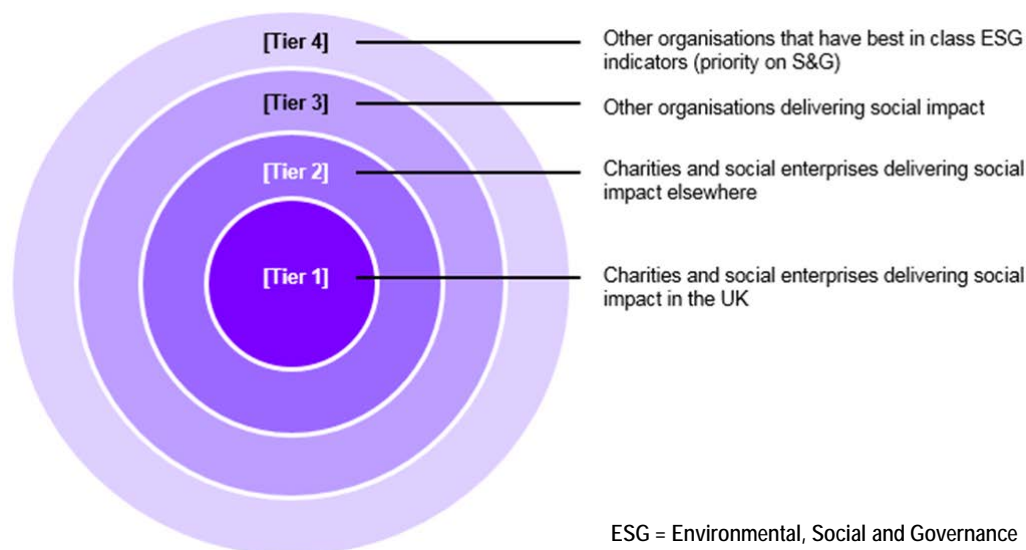 [Tier 4]
Other organisations that have best in class ESG
indicators (priority on S&G)
[Tier 3]
Other organisations delivering social impact
[Tier 2]
Charities and social enterprises delivering social
impact elsewhere
[Tier 1]
Charities and social enterprises delivering social
impact in the UK
ESG = Environmental, Social and Governance